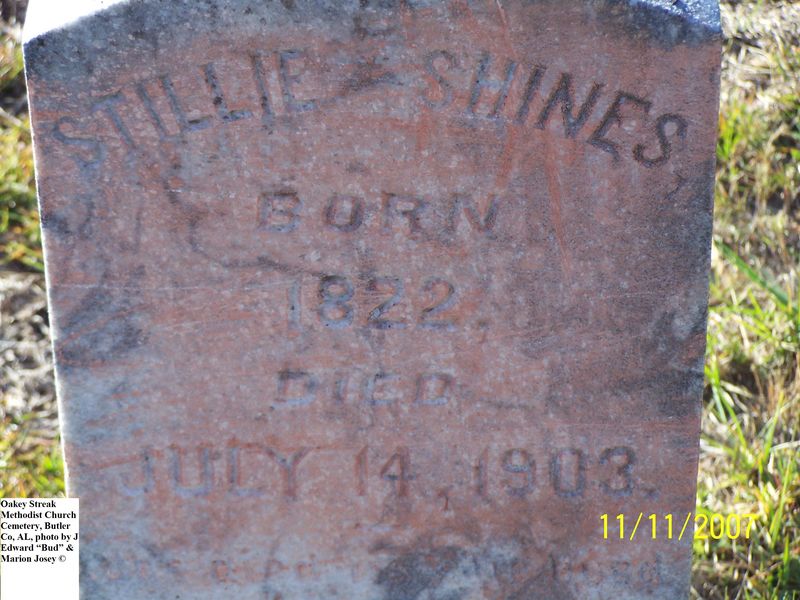 STILLIE SHINES,
BORN
1822,
DIED
JULY 14, 1903.
11/11/2007
Oakey Streak
Methodist Church
Cemetery, Butler
Co, AL, photo by J
Edward “Bud” &
Marion Josey ©